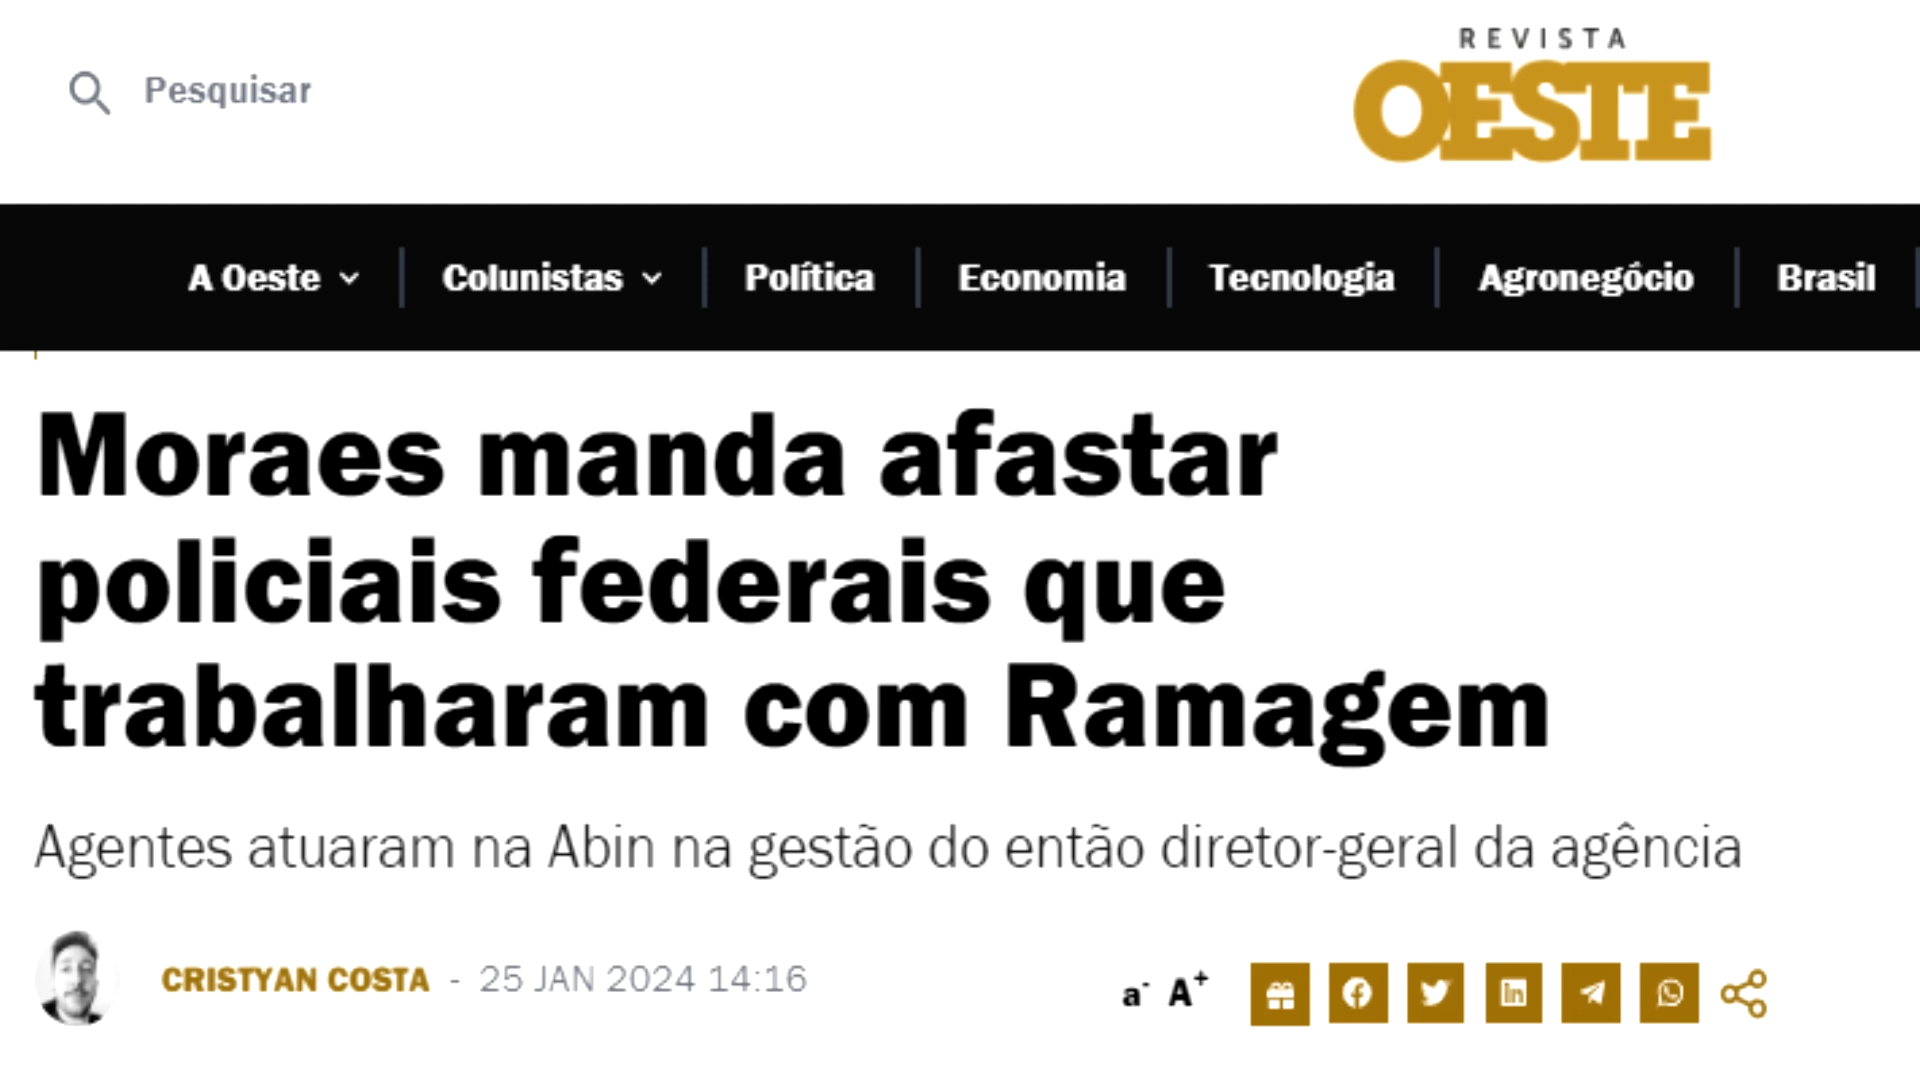 Pesquisar
REVISTA
OESTE
A Oeste
Colunistas
Política
Economia
Tecnologia
Agronegócio
Brasil
Moraes manda afastar
policiais federais que
trabalharam com Ramagem
Agentes atuaram na Abin na gestão do então diretor-geral da agência
CRISTYAN COSTA - 25 JAN 2024 14:16
a- A+
in